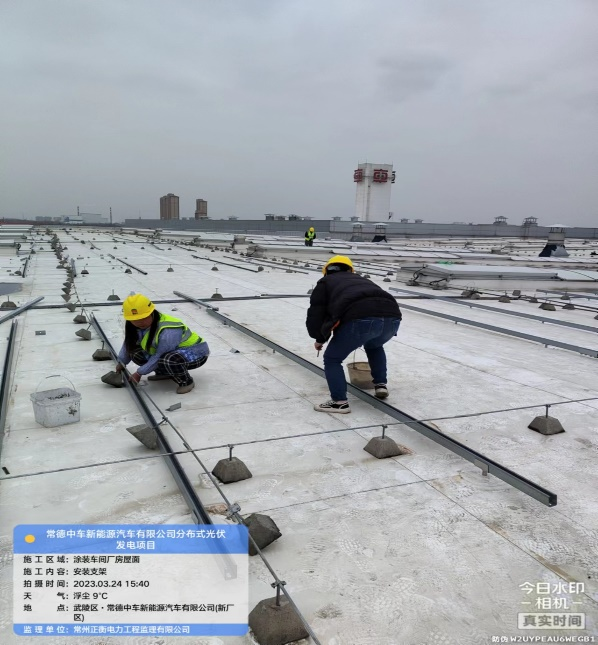 常德中车新能源汽车有限公司分布式光伏
发电项目
施工区域：涂装车间厂房屋面
施工内容：安装支架
拍摄时间：2023.03.24 15:40
天 气：浮尘 9℃
地 点：武陵区·常德中车新能源汽车有限公司(新厂
区)
监理单位：常州正衡电力工程监理有限公司
今日水印
-相机-
真实时间
防伪 W2UYPEAU6WEGB1